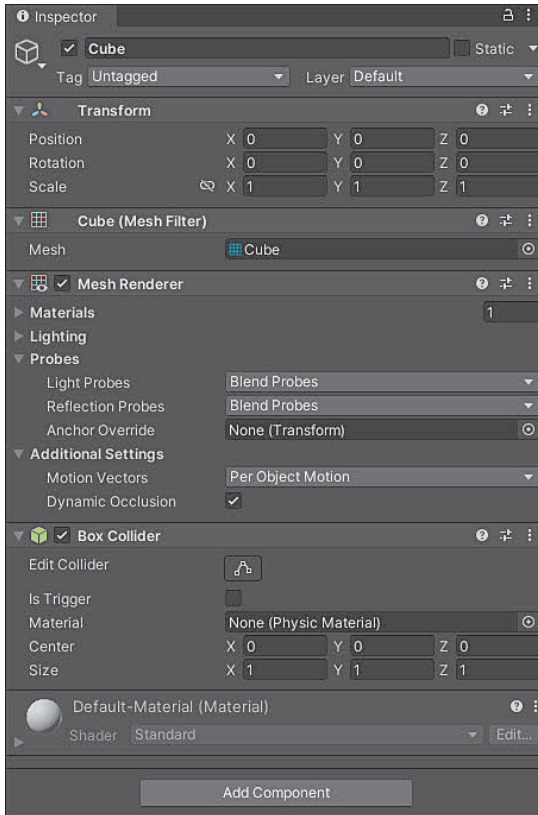 Inspector
Cube Static
Tag Untagged Layer Default
Transform
Position X 0 Y 0 Z 0
Rotation X 0 Y 0 Z 0
Scale X 1 Y 1 Z 1
Cube (Mesh Filter)
Mesh Cube
Mesh Renderer
Materials 1
Lighting
Probes
Light Probes Blend Probes
Reflection Probes Blend Probes
Anchor Override None (Transform)
Additional Settings
Motion Vectors Per Object Motion
Dynamic Occlusion
Box Collider
Edit Collider
Is Trigger
Material None (Physic Material)
Center X 0 Y 0 Z 0
Size X 1 Y 1 Z 1
Default-Material (Material)
Shader Standard Edit...
Add Component